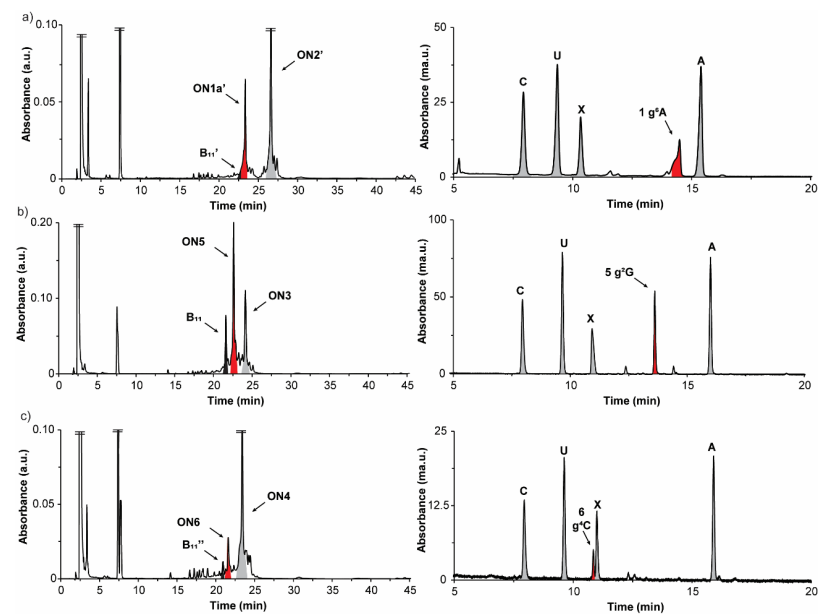 a)
0.10
0.05
0
Absorbance (a.u.)
ON1a’
ON2’
B₁₁’
0 5 10 15 20 25 30 35 40 45
Time (min)
50
25
0
Absorbance (ma.u.)
C
U
X
1 g⁶A
A
5 10 15 20
Time (min)
b)
0.20
0.10
0
Absorbance (a.u.)
ON5
ON3
B₁₁
0 5 10 15 20 25 30 35 40 45
Time (min)
100
50
0
Absorbance (ma.u.)
C
U
X
5 g²G
A
5 10 15 20
Time (min)
c)
0.10
0.05
0
Absorbance (a.u.)
ON6
ON4
B₁₁’’
0 5 10 15 20 25 30 35 40 45
Time (min)
25
12.5
0
Absorbance (ma.u.)
C
U
6
g⁴C
X
A
5 10 15 20
Time (min)